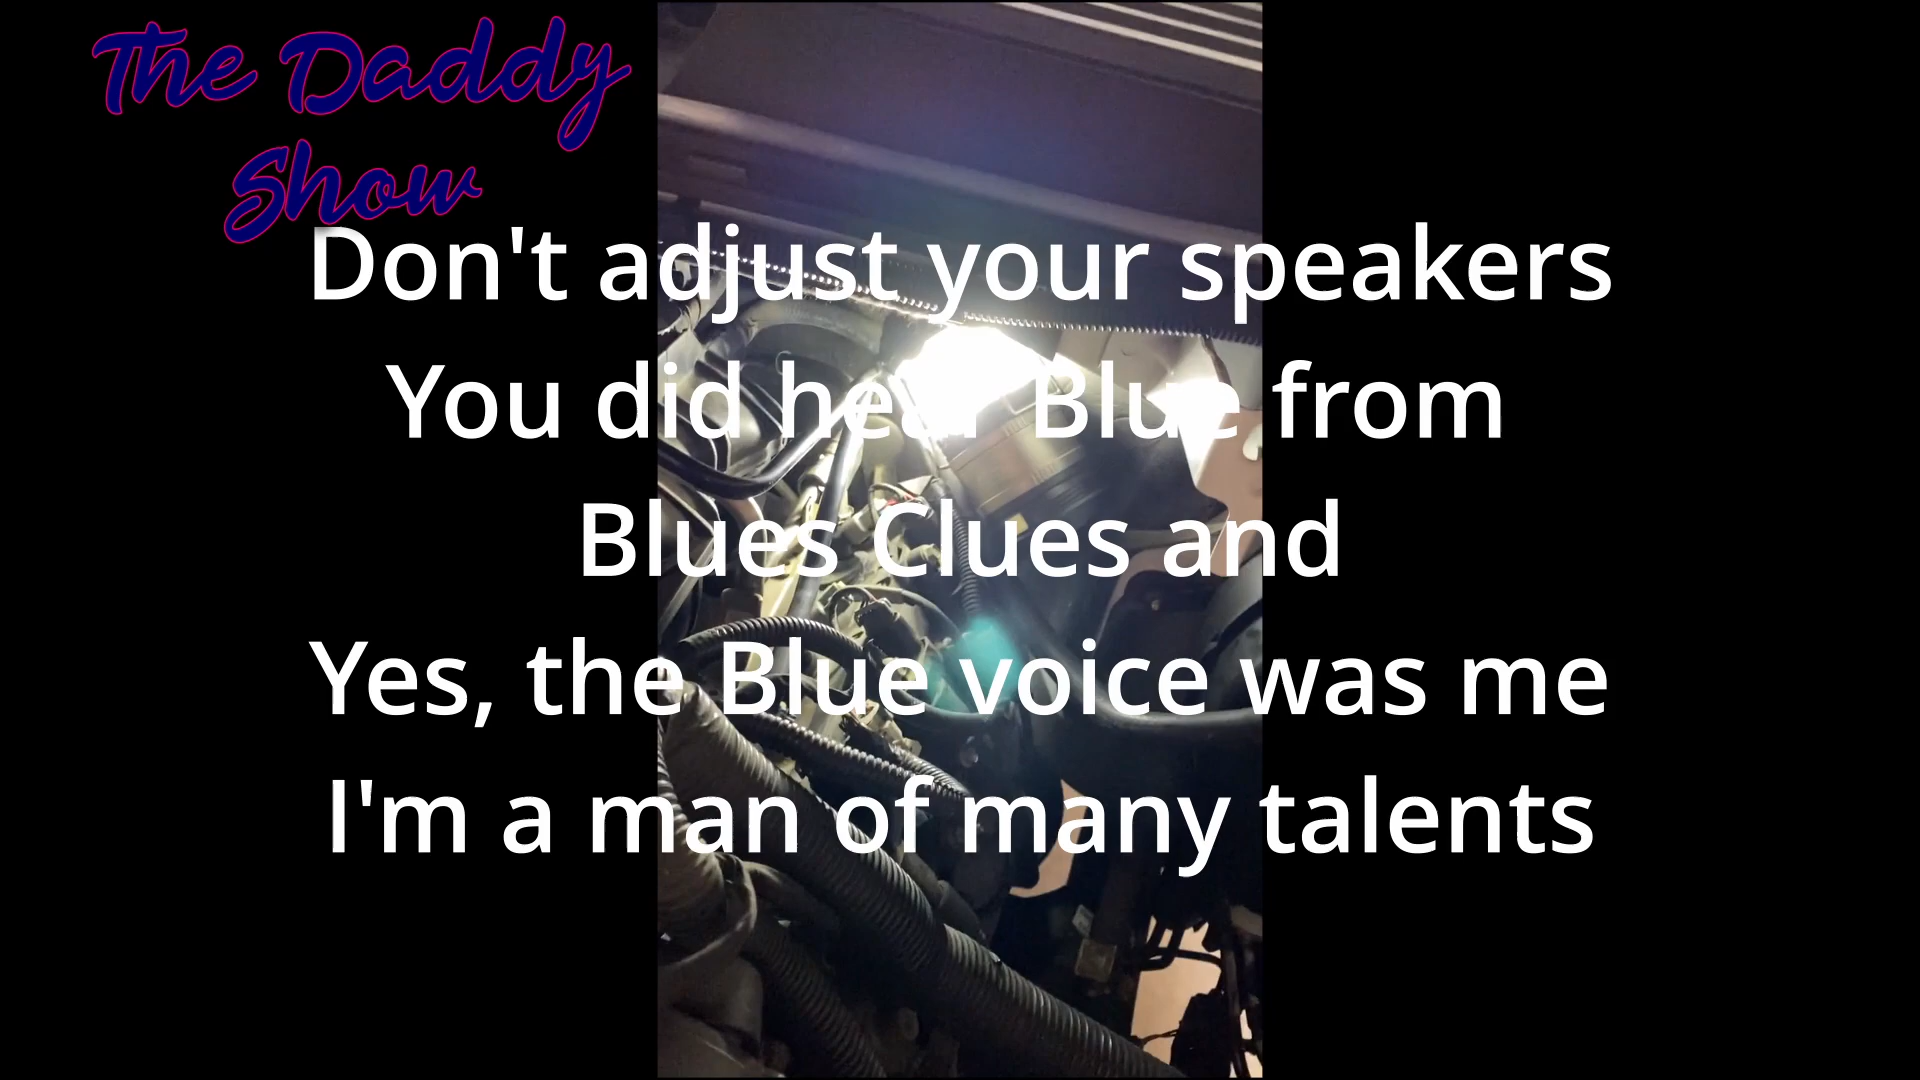 The Daddy
Show
Don't adjust your speakers
You did hear Blue from
Blues Clues and
Yes, the Blue voice was me
I'm a man of many talents